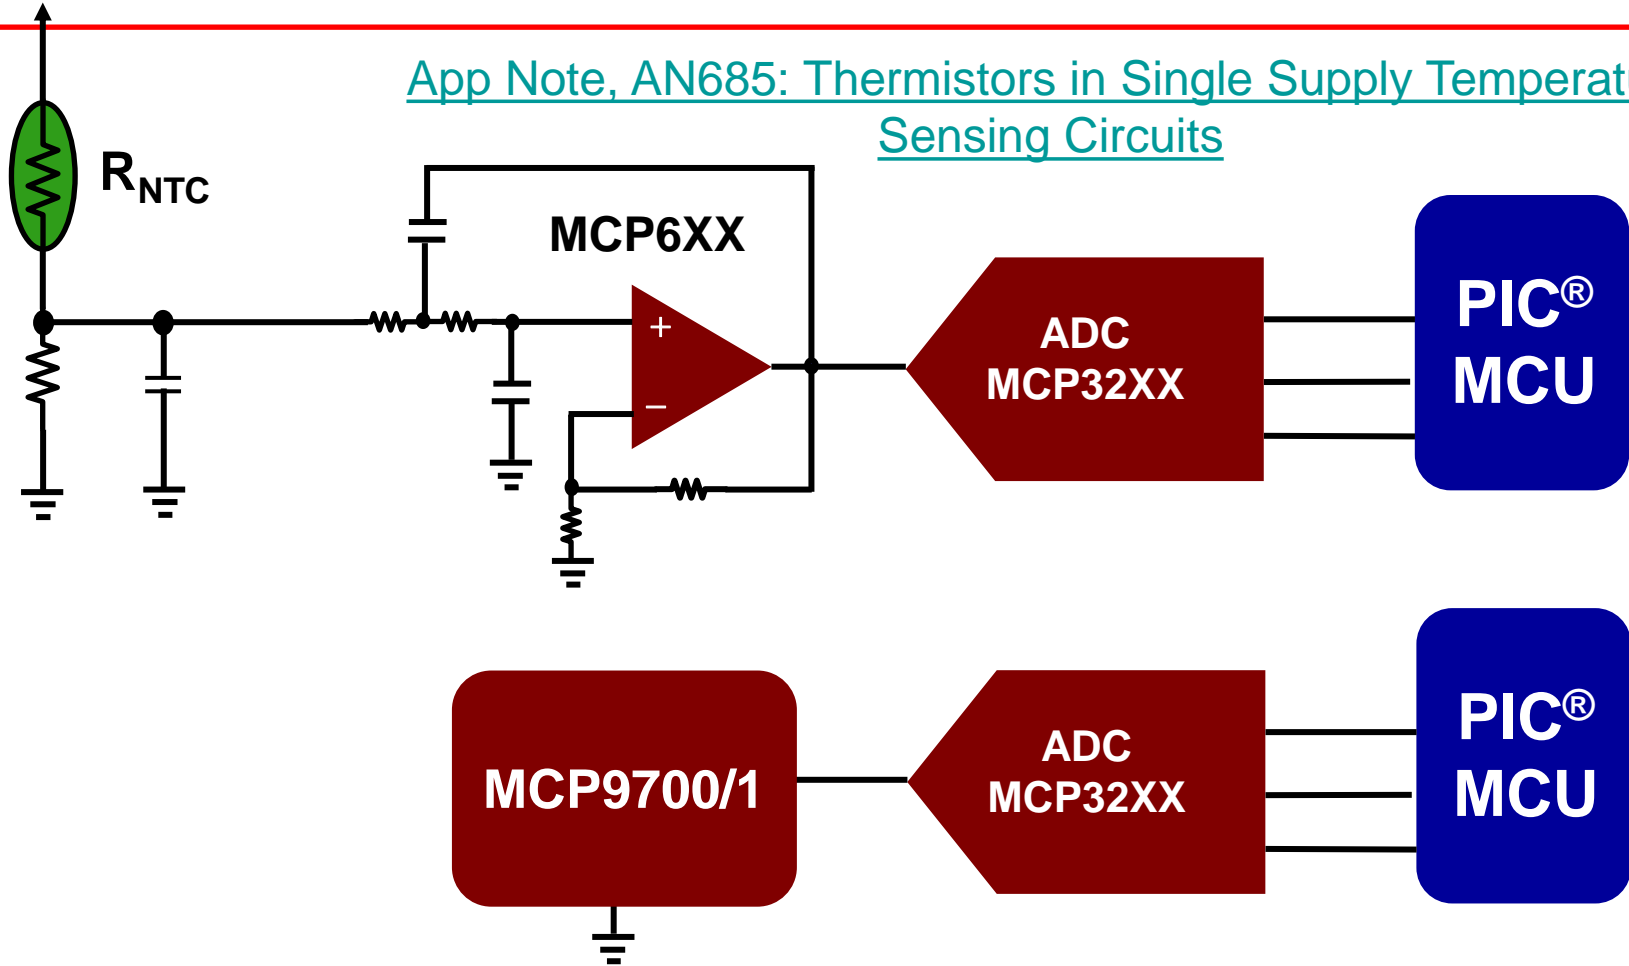 App Note, AN685: Thermistors in Single Supply
Sensing Circuits
RNTC
MCP6XX
+
−
ADC
MCP32XX
PIC®
MCU
MCP9700/1
ADC
MCP32XX
PIC®
MCU